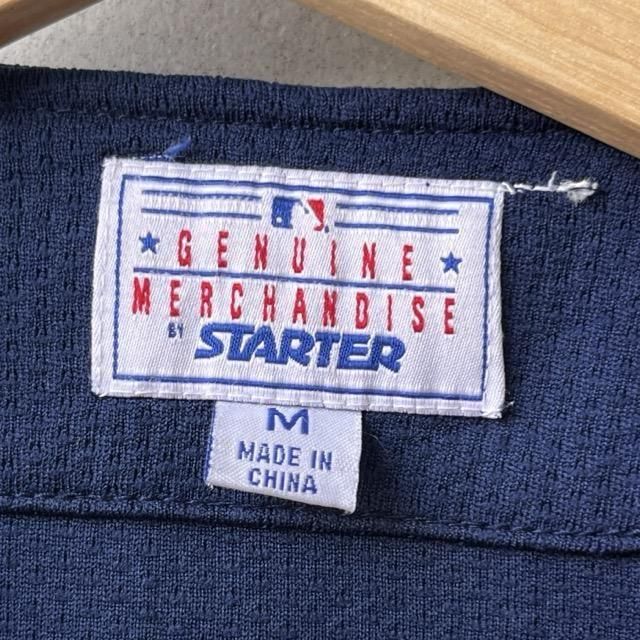 GENUINE
MERCHANDISE
BY STARTER
M
MADE IN
CHINA